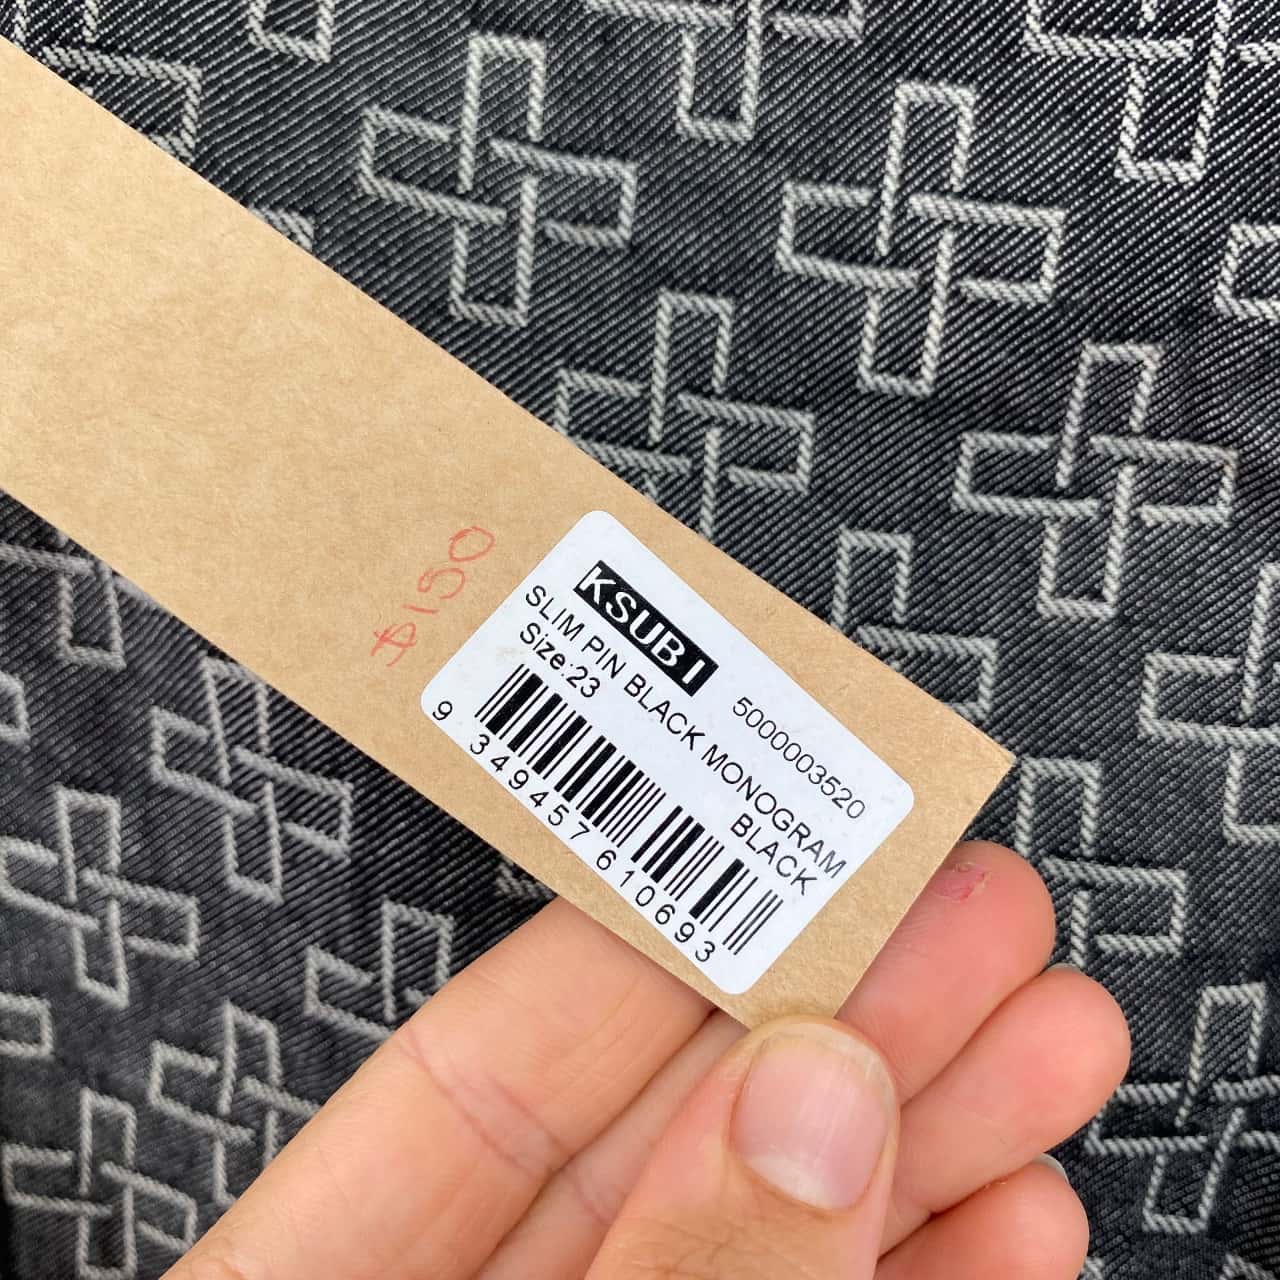 $150
KSUBI
5000003520
SLIM PIN BLACK MONOGRAM
Size:23
BLACK
9 349457 610693